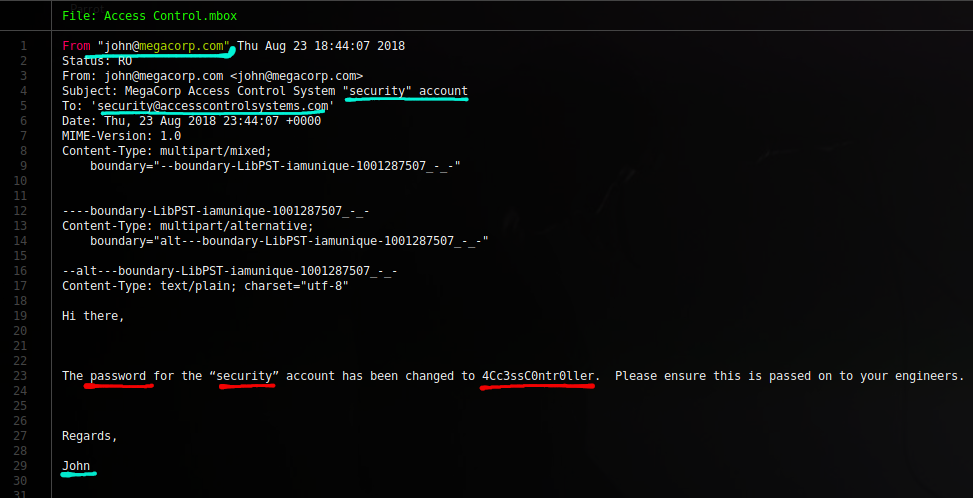 File: Access Control.mbox
1 From "john@megacorp.com" Thu Aug 23 18:44:07 2018
2 Status: RO
3 From: john@megacorp.com <john@megacorp.com>
4 Subject: MegaCorp Access Control System "security" account
5 To: 'security@accesscontrolsystems.com'
6 Date: Thu, 23 Aug 2018 23:44:07 +0000
7 MIME-Version: 1.0
8 Content-Type: multipart/mixed;
9 boundary="--boundary-LibPST-iamunique-1001287507_-_-"
10
11
12 ----boundary-LibPST-iamunique-1001287507_-_-
13 Content-Type: multipart/alternative;
14 boundary="alt---boundary-LibPST-iamunique-1001287507_-_-"
15
16 --alt---boundary-LibPST-iamunique-1001287507_-_-
17 Content-Type: text/plain; charset="utf-8"
18
19 Hi there,
20
21
22
23 The password for the “security” account has been changed to 4Cc3ssC0ntr0ller. Please ensure this is passed on to your engineers.
24
25
26
27 Regards,
28
29 John
30
31